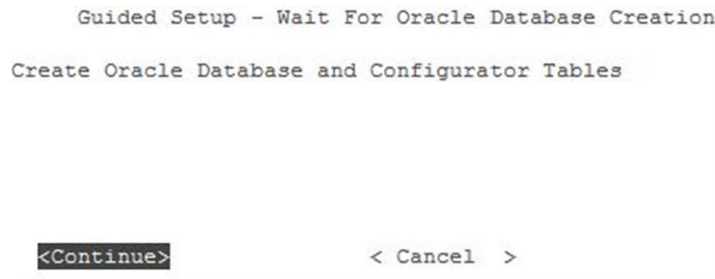 Guided Setup - Wait For Oracle Database Creation
Create Oracle Database and Configurator Tables
<Continue> < Cancel >